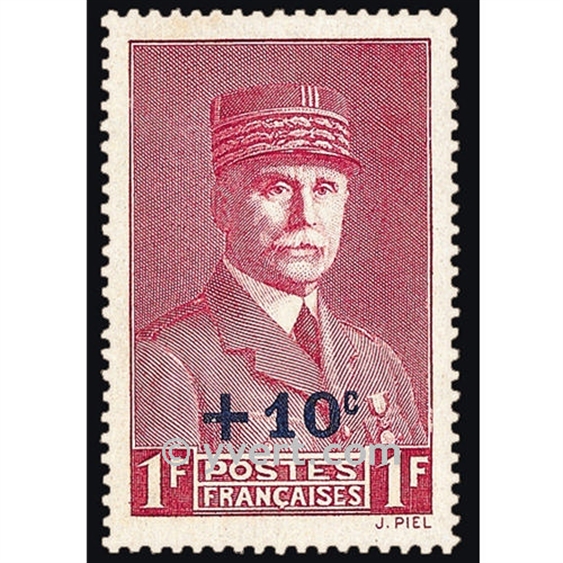 + 10c
© yvert.com
1F POSTES 1F
FRANÇAISES
J. PIEL